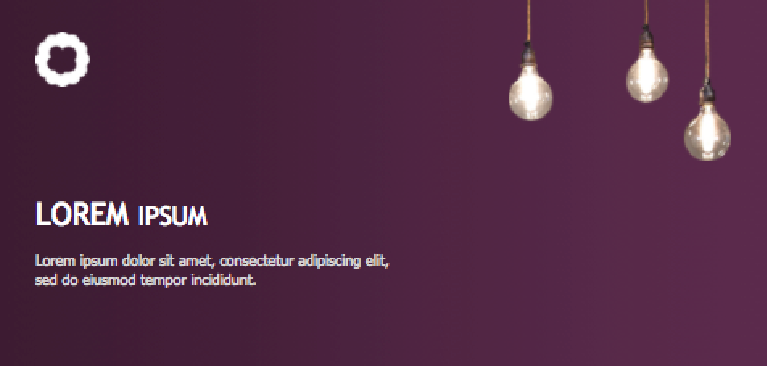 LOREM IPSUM
Lorem ipsum dolor sit amet, consectetur adipiscing elit,
sed do eiusmod tempor incididunt.